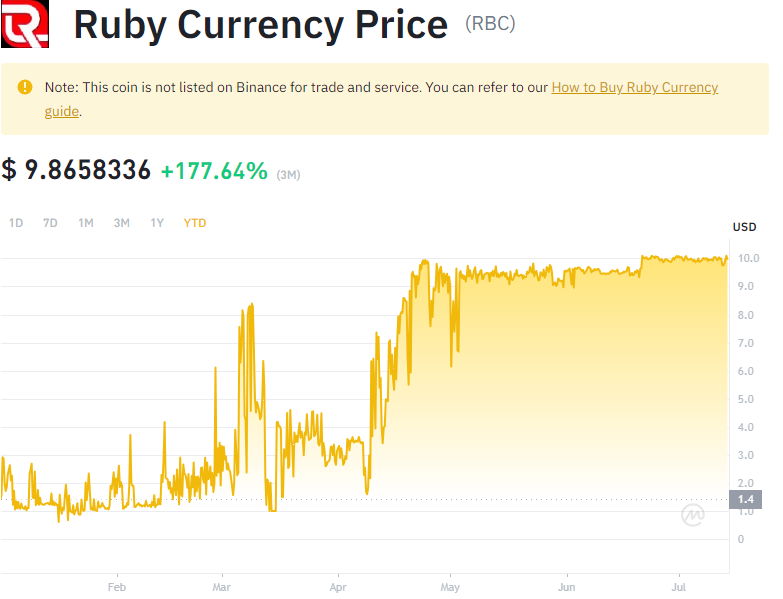 Ruby Currency Price (RBC)
Note: This coin is not listed on Binance for trade and service. You can refer to our How to Buy Ruby Currency
guide.
$ 9.8658336 +177.64% (3M)
1D 7D 1M 3M 1Y YTD
USD
10.0
9.0
8.0
7.0
6.0
5.0
4.0
3.0
2.0
1.4
1.0
0
Feb Mar Apr May Jun Jul